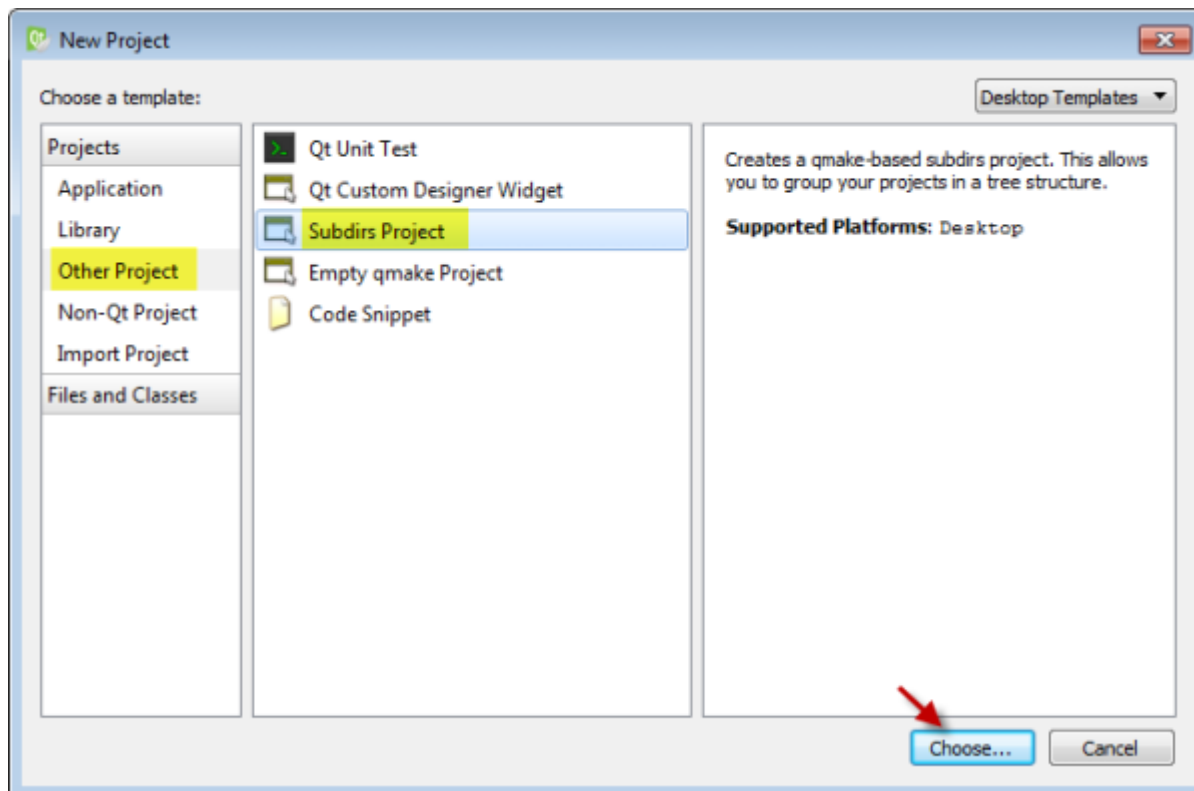 New Project
Choose a template:
Desktop Templates
Projects
Application
Library
Other Project
Non-Qt Project
Import Project
Files and Classes
Qt Unit Test
Qt Custom Designer Widget
Subdirs Project
Empty qmake Project
Code Snippet
Creates a qmake-based subdirs project. This allows
you to group your projects in a tree structure.
Supported Platforms: Desktop
Choose...
Cancel